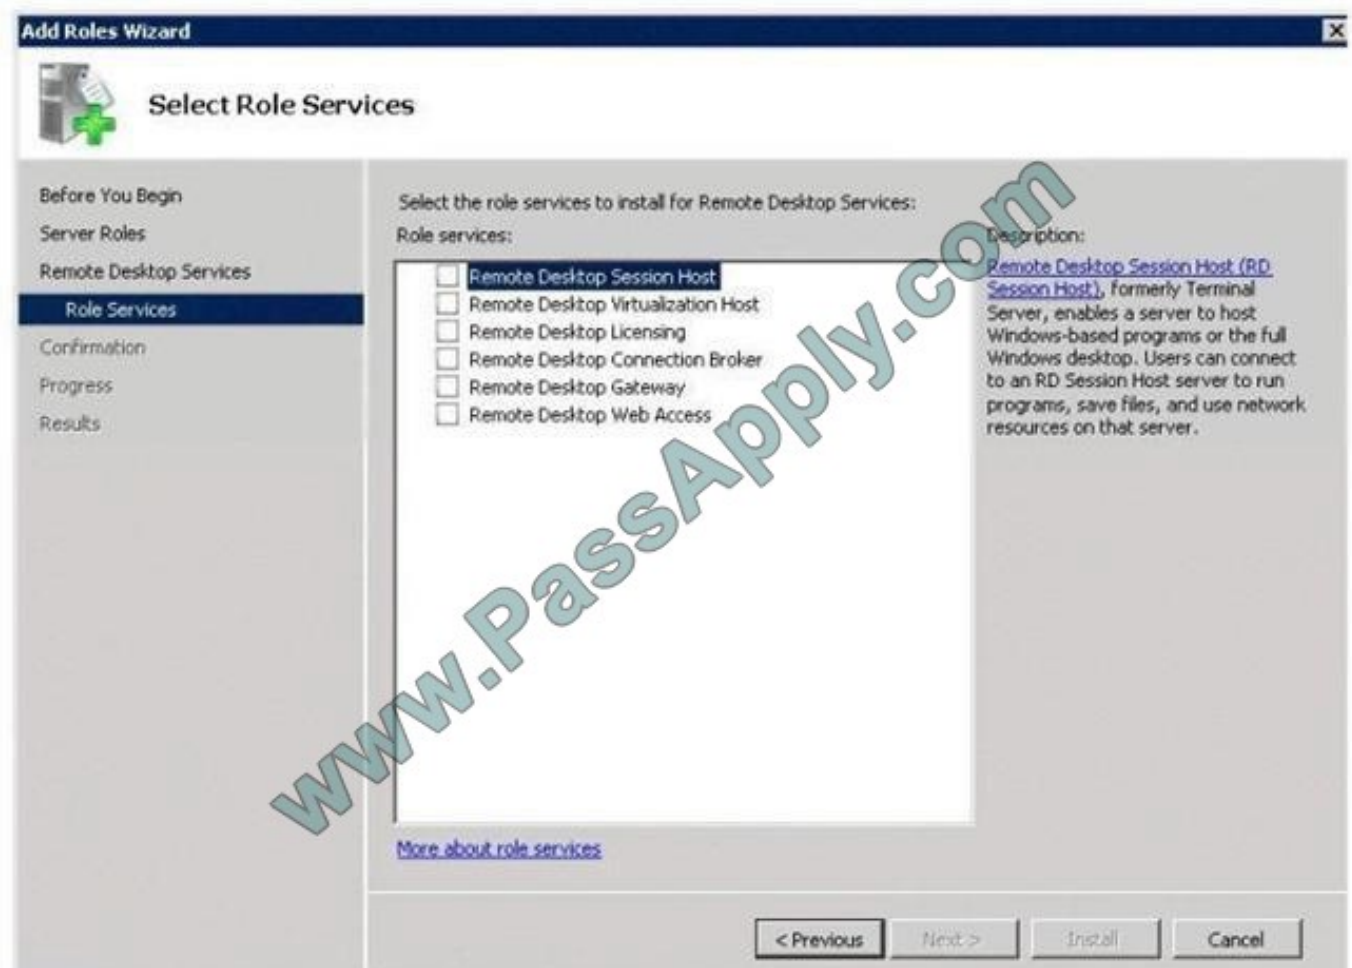 Add Roles Wizard
Select Role Services
Before You Begin
Server Roles
Remote Desktop Services
Role Services
Confirmation
Progress
Results
Select the role services to install for Remote Desktop Services:
Role services:
Remote Desktop Session Host
Remote Desktop Virtualization Host
Remote Desktop Licensing
Remote Desktop Connection Broker
Remote Desktop Gateway
Remote Desktop Web Access
More about role services
Description:
Remote Desktop Session Host (RD
Session Host), formerly Terminal
Server, enables a server to host
Windows-based programs or the full
Windows desktop. Users can connect
to an RD Session Host server to run
programs, save files, and use network
resources on that server.
< Previous
Next >
Install
Cancel
www.PassApply.com